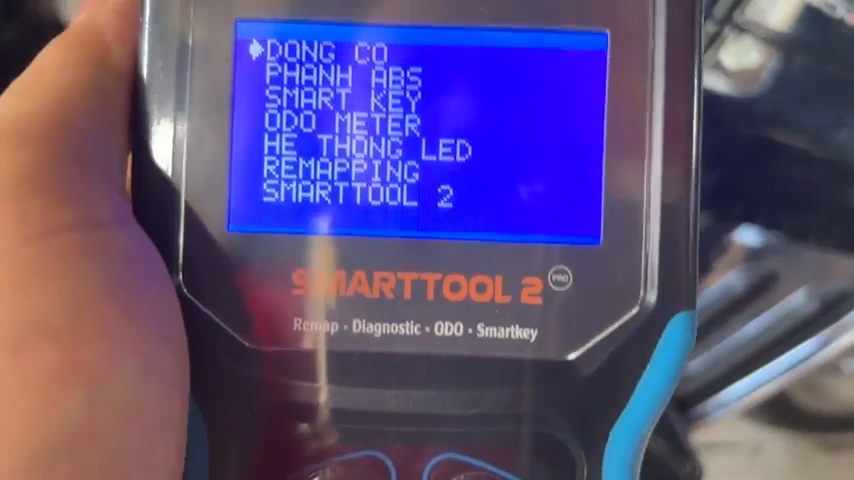 DONG CO
PHANH ABS
SMART KEY
ODO METER
HE THONG LED
REMAPPING
SMARTTOOL 2
SMARTTOOL 2 PRO
Remap - Diagnostic - ODO - Smartkey